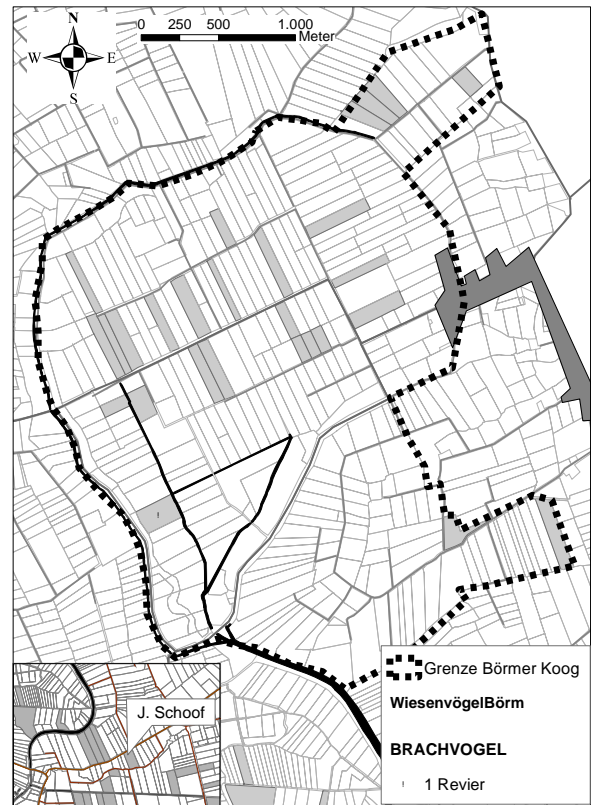 N
W E
S
0 250 500 1.000
Meter
J. Schoof
Grenze Börmer Koog
WiesenvögelBörm
BRACHVOGEL
1 Revier